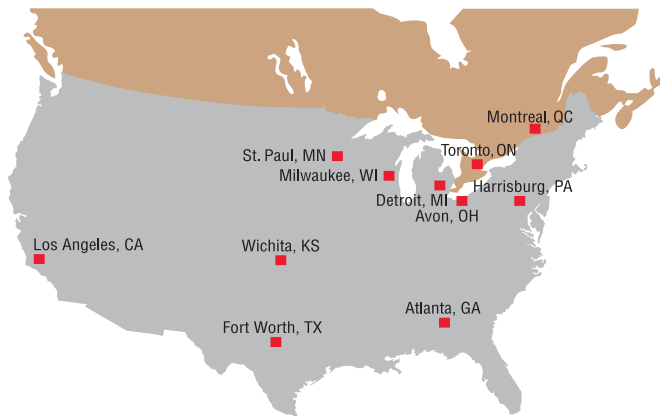 Montreal, QC
Toronto, ON
St. Paul, MN
Milwaukee, WI
Harrisburg, PA
Detroit, MI
Avon, OH
Los Angeles, CA
Wichita, KS
Atlanta, GA
Fort Worth, TX